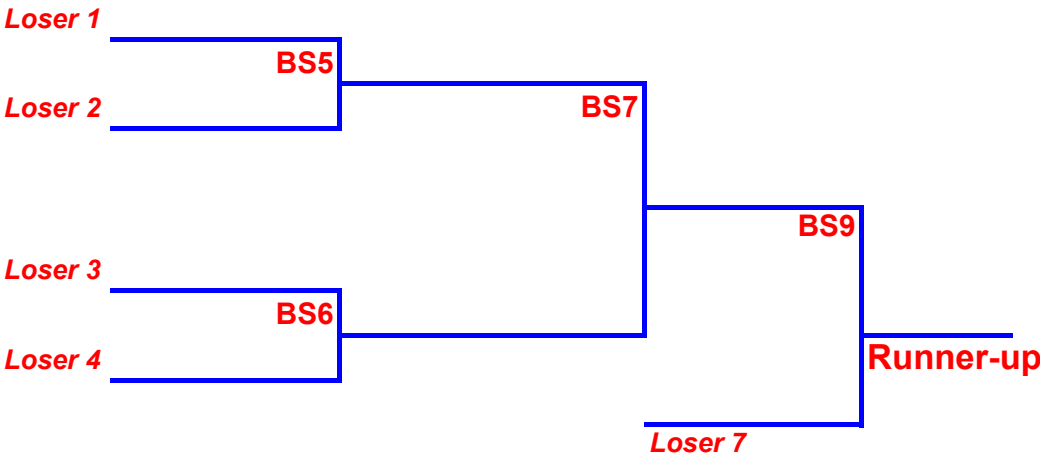 Loser 1
BS5
Loser 2
BS7
BS9
Loser 3
BS6
Loser 4
Runner-up
Loser 7